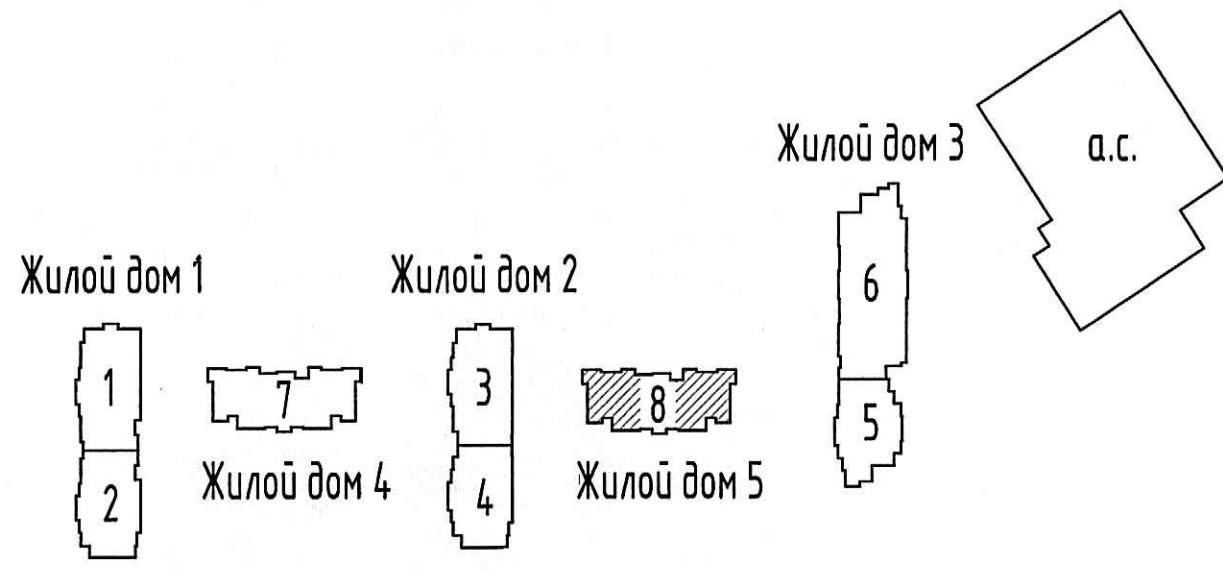 Жилой дом 3
а.с.
Жилой дом 1
Жилой дом 2
6
1
7
3
8
5
Жилой дом 4
Жилой дом 5
2
4